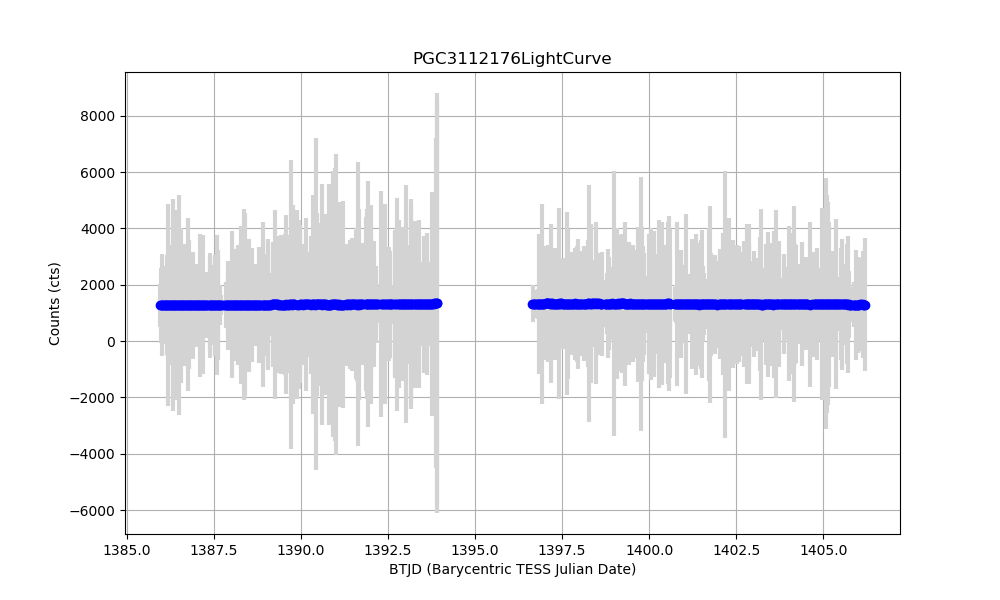 PGC3112176LightCurve
8000
6000
4000
2000
0
−2000
−4000
−6000
Counts (cts)
1385.0 1387.5 1390.0 1392.5 1395.0 1397.5 1400.0 1402.5 1405.0
BTJD (Barycentric TESS Julian Date)